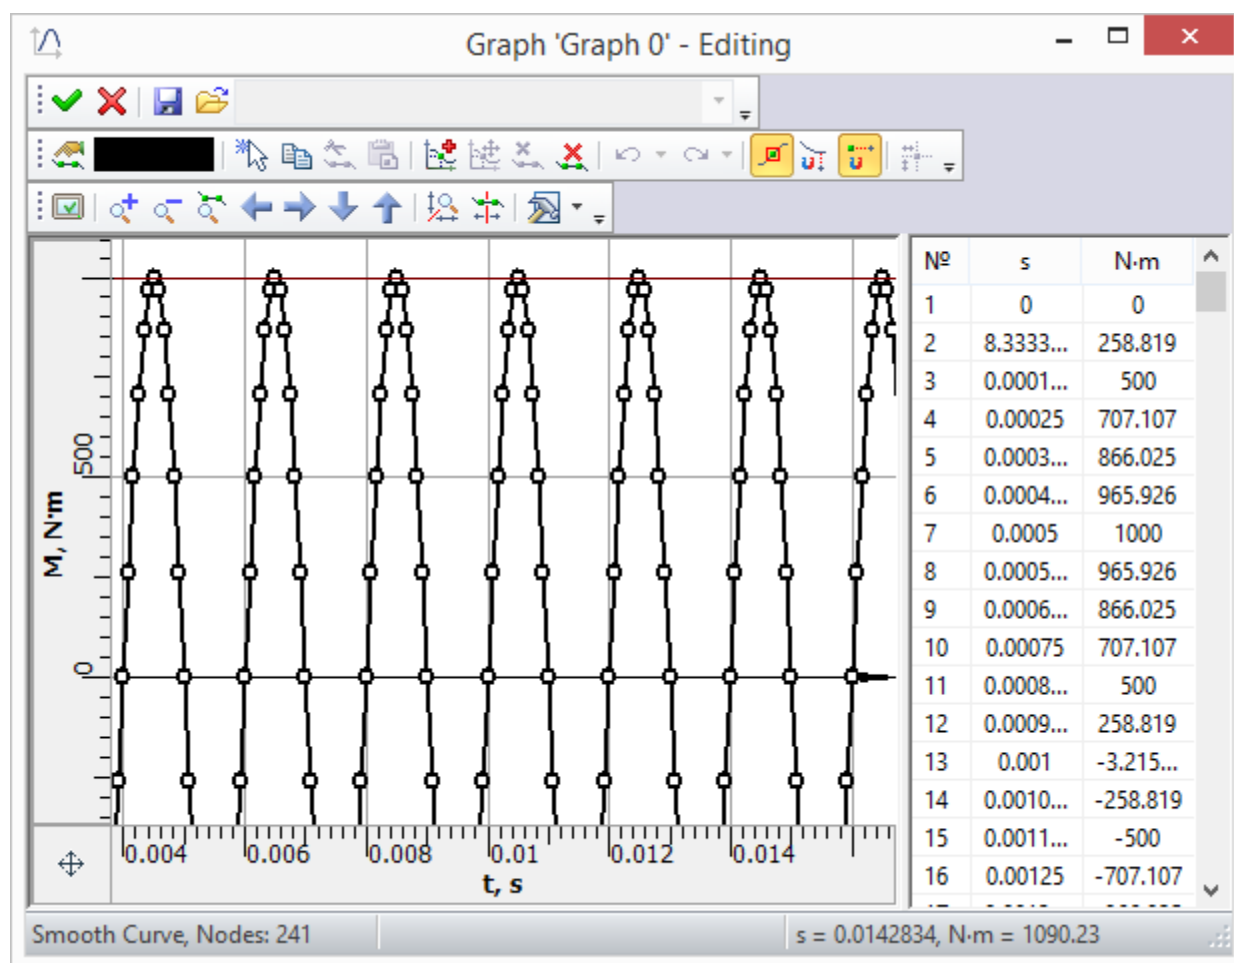 Graph 'Graph 0' - Editing
№ s N·m
1 0 0
2 8.3333... 258.819
3 0.0001... 500
4 0.00025 707.107
5 0.0003... 866.025
6 0.0004... 965.926
7 0.0005 1000
8 0.0005... 965.926
9 0.0006... 866.025
10 0.00075 707.107
11 0.0008... 500
12 0.0009... 258.819
13 0.001 -3.215...
14 0.0010... -258.819
15 0.0011... -500
16 0.00125 -707.107
500
0
M, N·m
0.004 0.006 0.008 0.01 0.012 0.014
t, s
Smooth Curve, Nodes: 241
s = 0.0142834, N·m = 1090.23